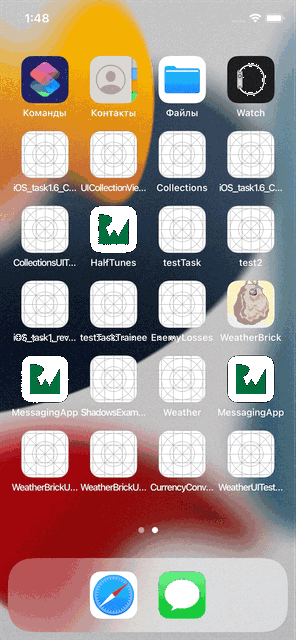 1:48
Команды Контакты Файлы Watch
iOS_task1.6_C... UICollectionVie... Collections iOS_task1.6_C...
CollectionsUIT... HalfTunes testTask test2
iOS_task1_rev... testTaskTrainee EnemyLosses WeatherBrick
MessagingApp ShadowsExam... Weather MessagingApp
WeatherBrickU... WeatherBrickU... CurrencyConv... WeatherUITest...